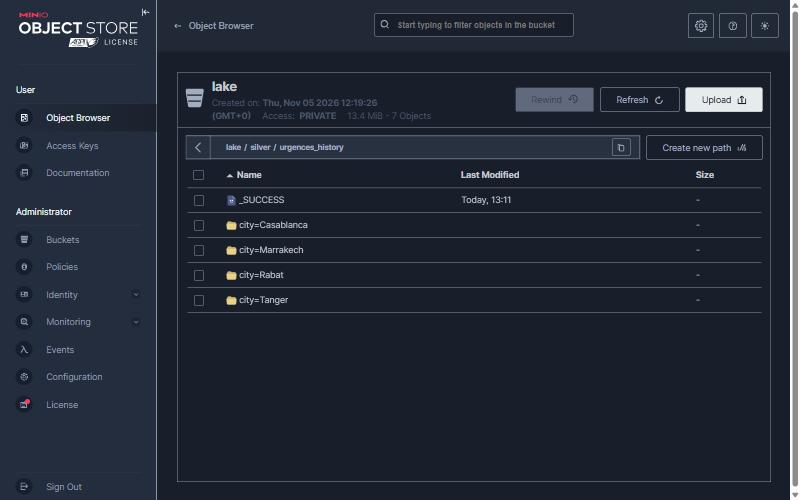 MINIO
OBJECT STORE
LICENSE
User
Object Browser
Access Keys
Documentation
Administrator
Buckets
Policies
Identity
Monitoring
Events
Configuration
License
Sign Out
← Object Browser
Start typing to filter objects in the bucket
lake
Created on: Thu, Nov 05 2026 12:19:26
(GMT+0) Access: PRIVATE 13.4 MiB - 7 Objects
Rewind
Refresh
Upload
lake / silver / urgences_history
Create new path
Name Last Modified Size
_SUCCESS Today, 13:11 -
city=Casablanca -
city=Marrakech -
city=Rabat -
city=Tanger -